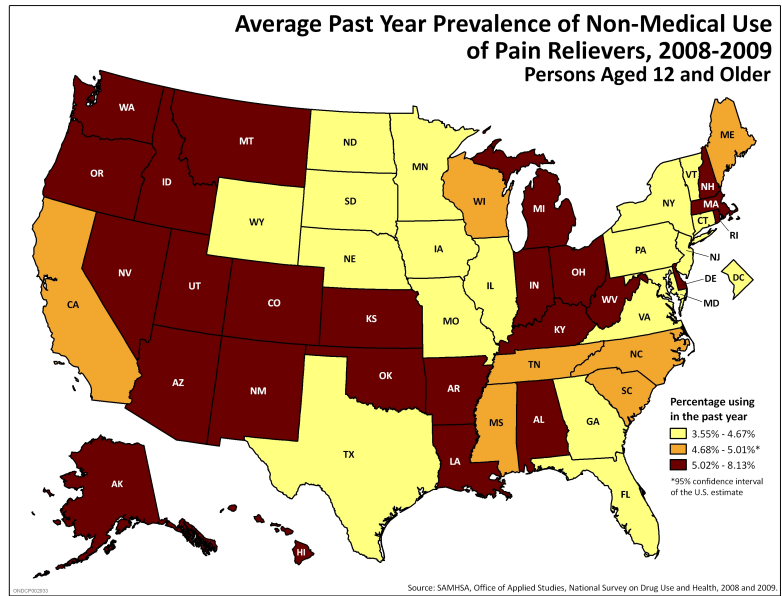 Average Past Year Prevalence of Non-Medical Use
of Pain Relievers, 2008-2009
Persons Aged 12 and Older
WA
MT
ND
MN
ME
OR
ID
WY
SD
WI
MI
VT
NH
NY
MA
CT
RI
NV
UT
CO
NE
IA
IL
IN
OH
PA
NJ
DE
DC
MD
WV
VA
CA
KS
MO
KY
AZ
NM
OK
AR
TN
NC
SC
TX
LA
MS
AL
GA
FL
AK
HI
Percentage using
in the past year
3.55% - 4.67%
4.68% - 5.01%*
5.02% - 8.13%
*95% confidence interval
of the U.S. estimate
Source: SAMHSA, Office of Applied Studies, National Survey on Drug Use and Health, 2008 and 2009.